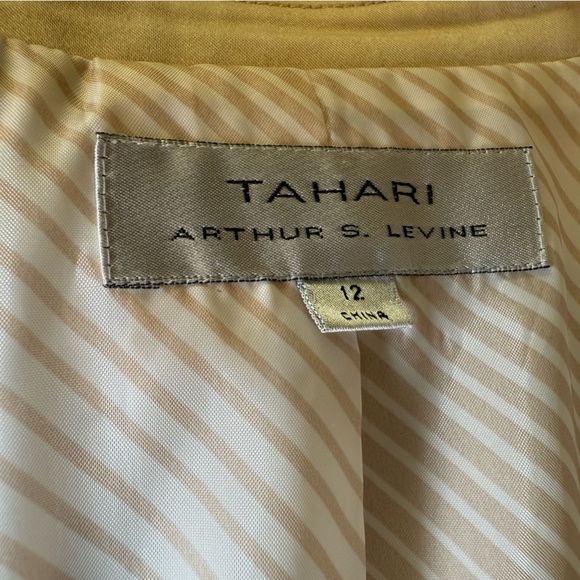 TAHARI
ARTHUR S. LEVINE
12
CHINA